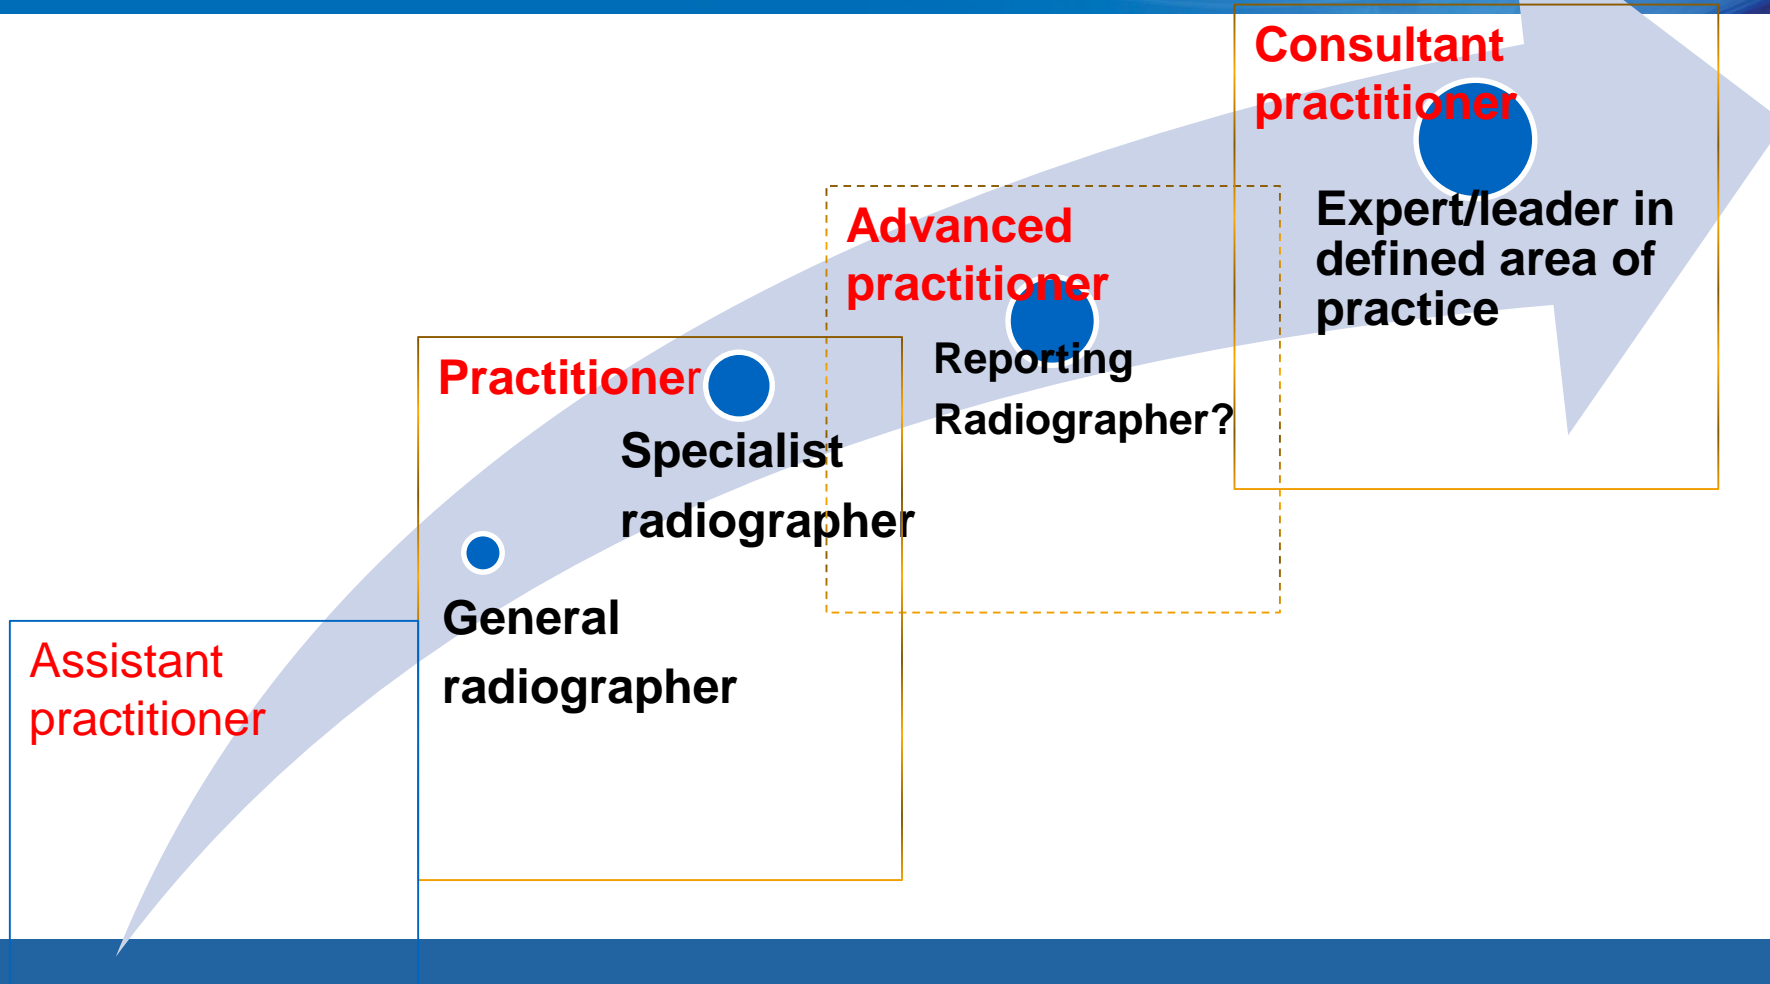 Assistant
practitioner
Practitioner
General
radiographer
Specialist
radiographer
Advanced
practitioner
Reporting
Radiographer?
Consultant
practitioner
Expert/leader in
defined area of
practice